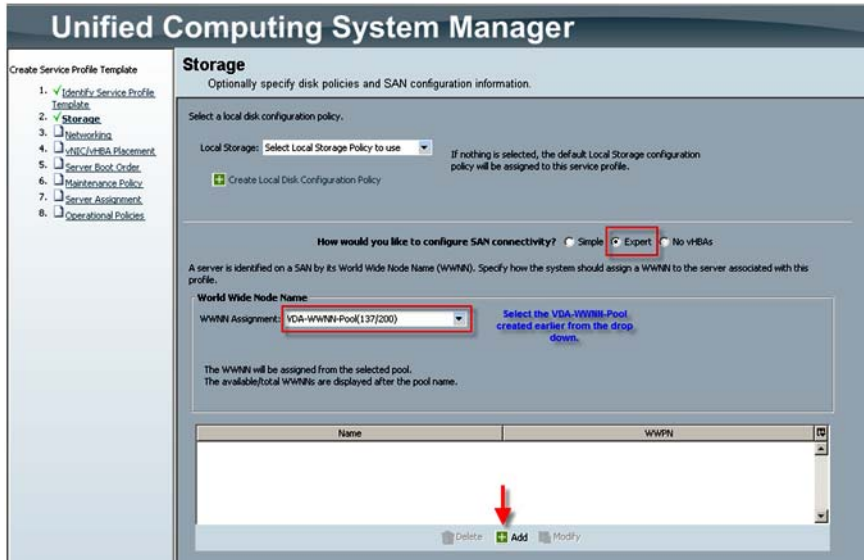 Unified Computing System Manager
Create Service Profile Template
1. Identify Service Profile
Template
2. Storage
3. Networking
4. vNIC/vHBA Placement
5. Server Boot Order
6. Maintenance Policy
7. Server Assignment
8. Operational Policies
Storage
Optionally specify disk policies and SAN configuration information.
Select a local disk configuration policy.
Local Storage: Select Local Storage Policy to use
If nothing is selected, the default Local Storage configuration
policy will be assigned to this service profile.
Create Local Disk Configuration Policy
How would you like to configure SAN connectivity? Simple Expert No vHBAs
A server is identified on a SAN by its World Wide Node Name (WWNN). Specify how the system should assign a WWNN to the server associated with this
profile.
World Wide Node Name
WWNN Assignment: VDA-WWNN-Pool(137/200)
Select the VDA-WWNN-Pool
created earlier from the drop
down.
The WWNN will be assigned from the selected pool.
The available/total WWNNs are displayed after the pool name.
Name WWPN
Delete Add Modify